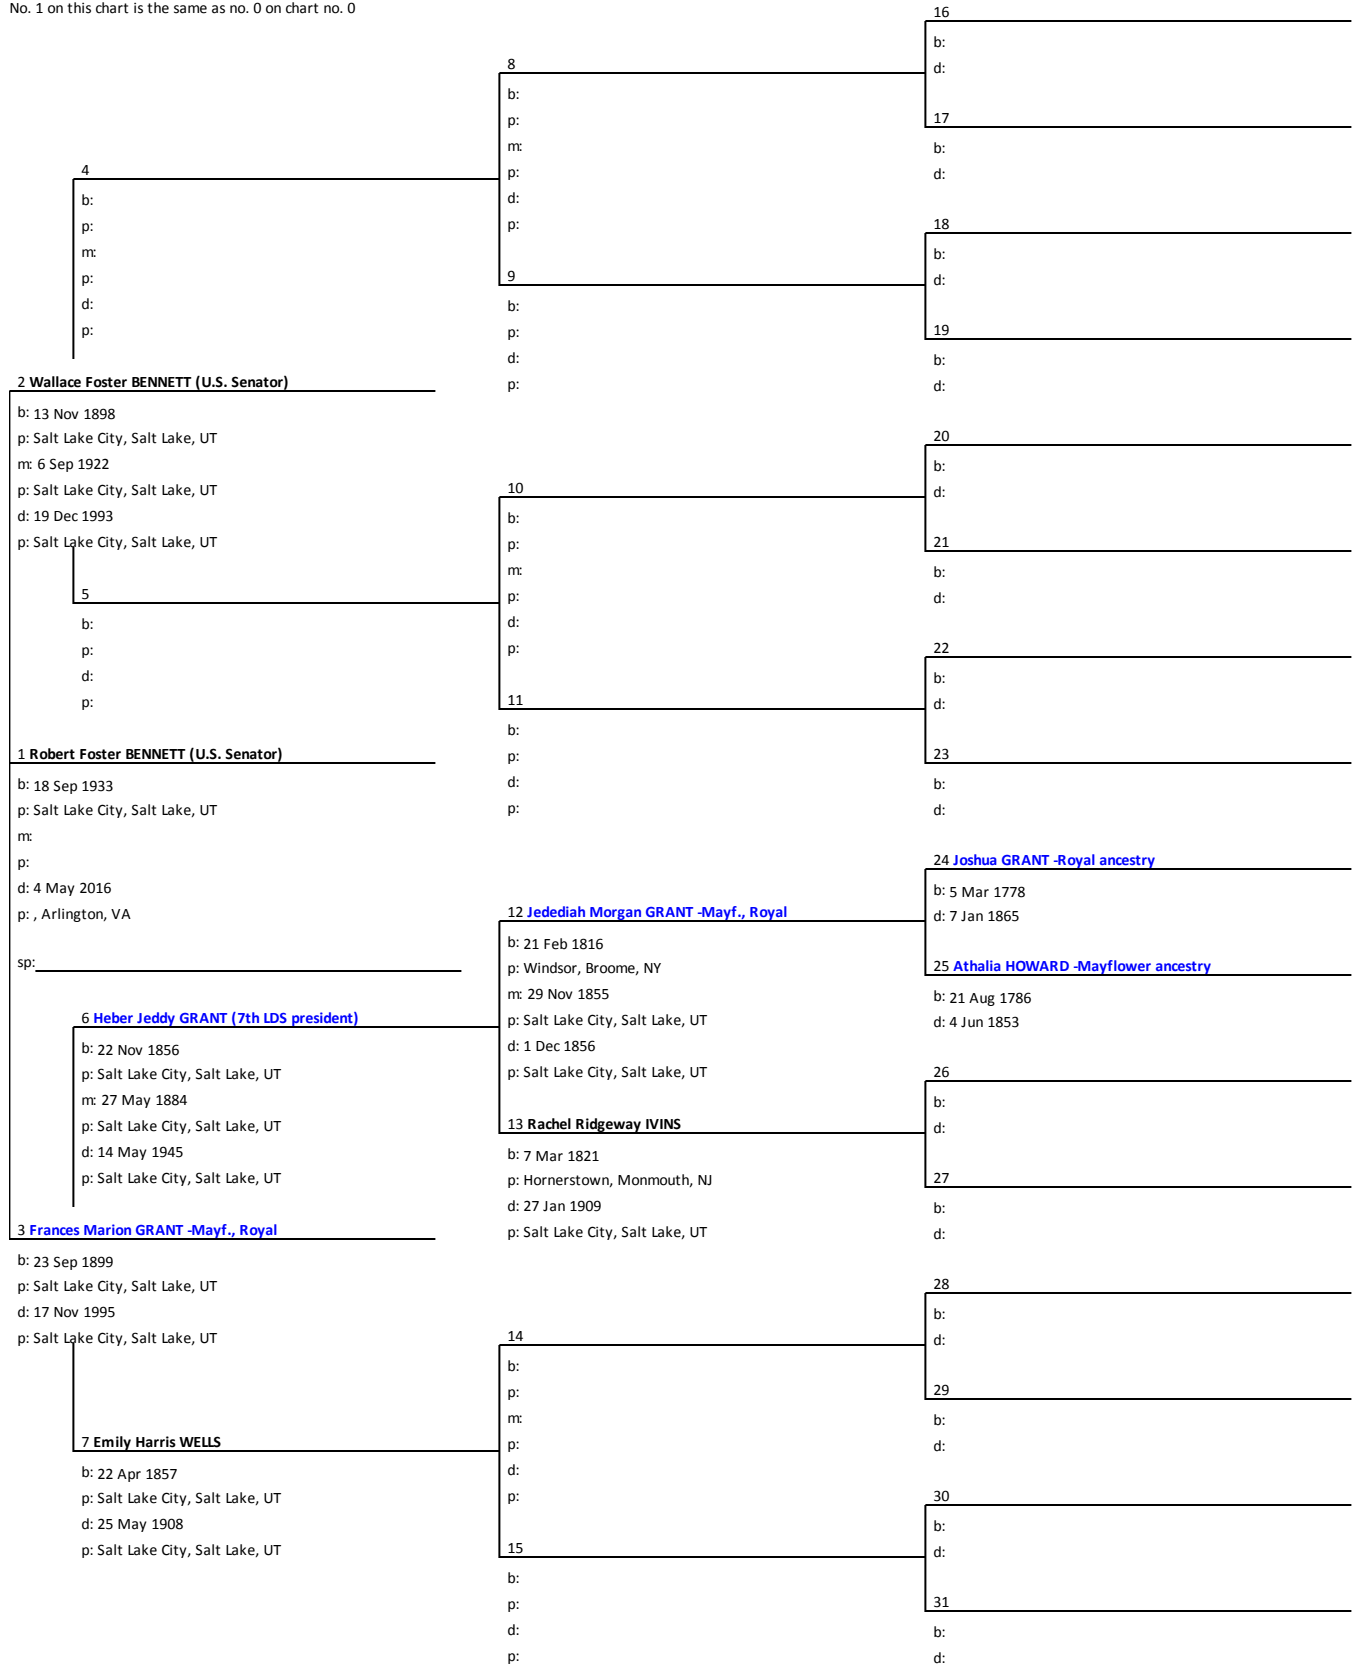 No. 1 on this chart is the same as no. 0 on chart no. 0
16
b:
d:
8
b:
p:
m:
p:
d:
p:
17
b:
d:
4
b:
p:
m:
p:
d:
p:
18
b:
d:
9
b:
p:
d:
p:
19
b:
d:
2 Wallace Foster BENNETT (U.S. Senator)
b: 13 Nov 1898
p: Salt Lake City, Salt Lake, UT
m: 6 Sep 1922
p: Salt Lake City, Salt Lake, UT
d: 19 Dec 1993
p: Salt Lake City, Salt Lake, UT
20
b:
d:
10
b:
p:
m:
p:
d:
p:
21
b:
d:
5
b:
p:
d:
p:
22
b:
d:
11
b:
p:
d:
p:
23
b:
d:
1 Robert Foster BENNETT (U.S. Senator)
b: 18 Sep 1933
p: Salt Lake City, Salt Lake, UT
m:
p:
d: 4 May 2016
p: , Arlington, VA
sp:
24 Joshua GRANT -Royal ancestry
b: 5 Mar 1778
d: 7 Jan 1865
12 Jedediah Morgan GRANT -Mayf., Royal
b: 21 Feb 1816
p: Windsor, Broome, NY
m: 29 Nov 1855
p: Salt Lake City, Salt Lake, UT
d: 1 Dec 1856
p: Salt Lake City, Salt Lake, UT
25 Athalia HOWARD -Mayflower ancestry
b: 21 Aug 1786
d: 4 Jun 1853
6 Heber Jeddy GRANT (7th LDS president)
b: 22 Nov 1856
p: Salt Lake City, Salt Lake, UT
m: 27 May 1884
p: Salt Lake City, Salt Lake, UT
d: 14 May 1945
p: Salt Lake City, Salt Lake, UT
26
b:
d:
13 Rachel Ridgeway IVINS
b: 7 Mar 1821
p: Hornerstown, Monmouth, NJ
d: 27 Jan 1909
p: Salt Lake City, Salt Lake, UT
27
b:
d:
3 Frances Marion GRANT -Mayf., Royal
b: 23 Sep 1899
p: Salt Lake City, Salt Lake, UT
d: 17 Nov 1995
p: Salt Lake City, Salt Lake, UT
28
b:
d:
14
b:
p:
m:
p:
d:
p:
29
b:
d:
7 Emily Harris WELLS
b: 22 Apr 1857
p: Salt Lake City, Salt Lake, UT
d: 25 May 1908
p: Salt Lake City, Salt Lake, UT
30
b:
d:
15
b:
p:
d:
p:
31
b:
d: